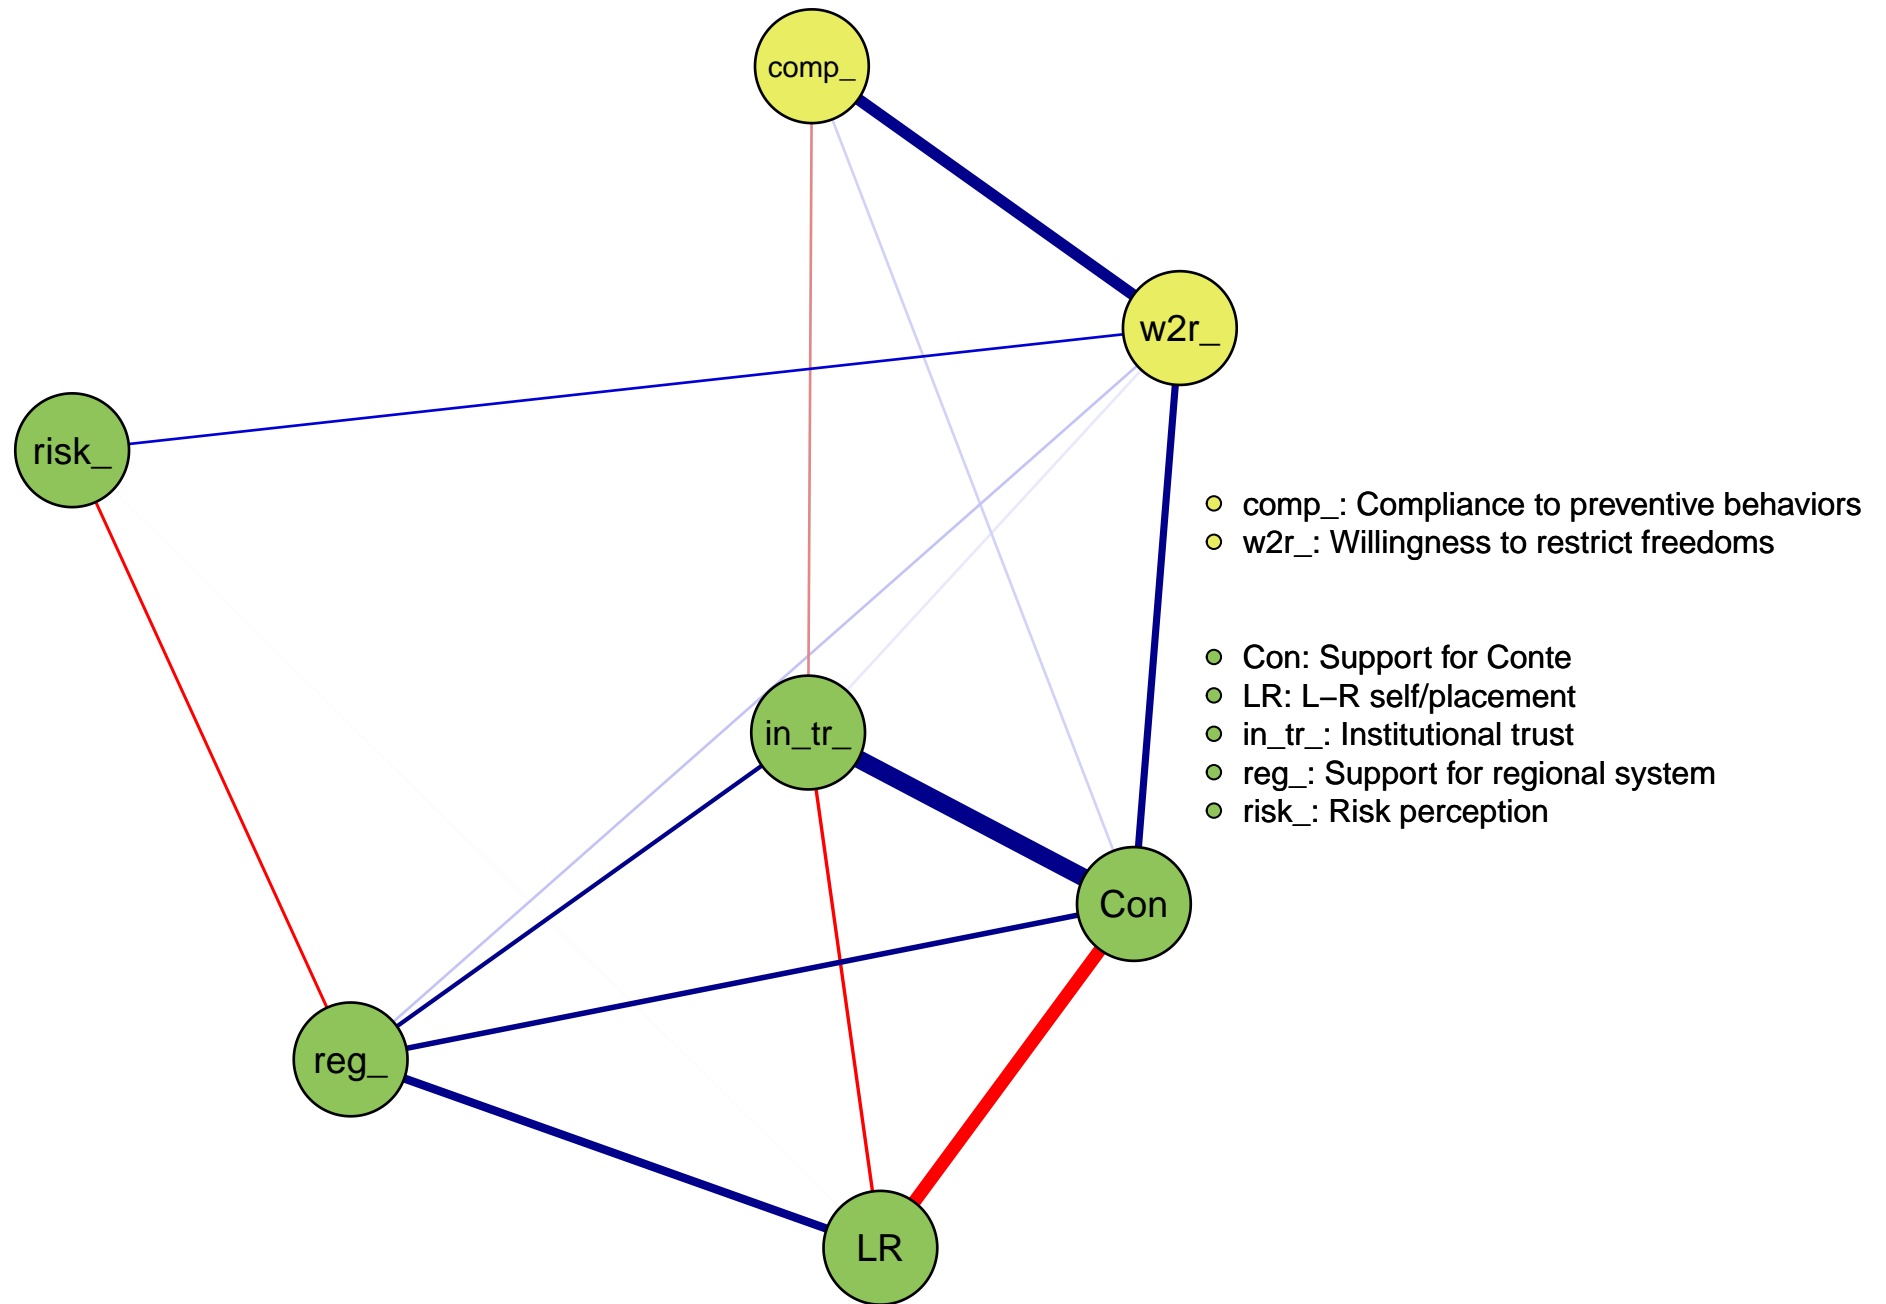 comp_
w2r_
risk_
comp_: Compliance to preventive behaviors
w2r_: Willingness to restrict freedoms
Con: Support for Conte
LR: L−R self/placement
in_tr_: Institutional trust
reg_: Support for regional system
risk_: Risk perception
in_tr_
Con
reg_
LR